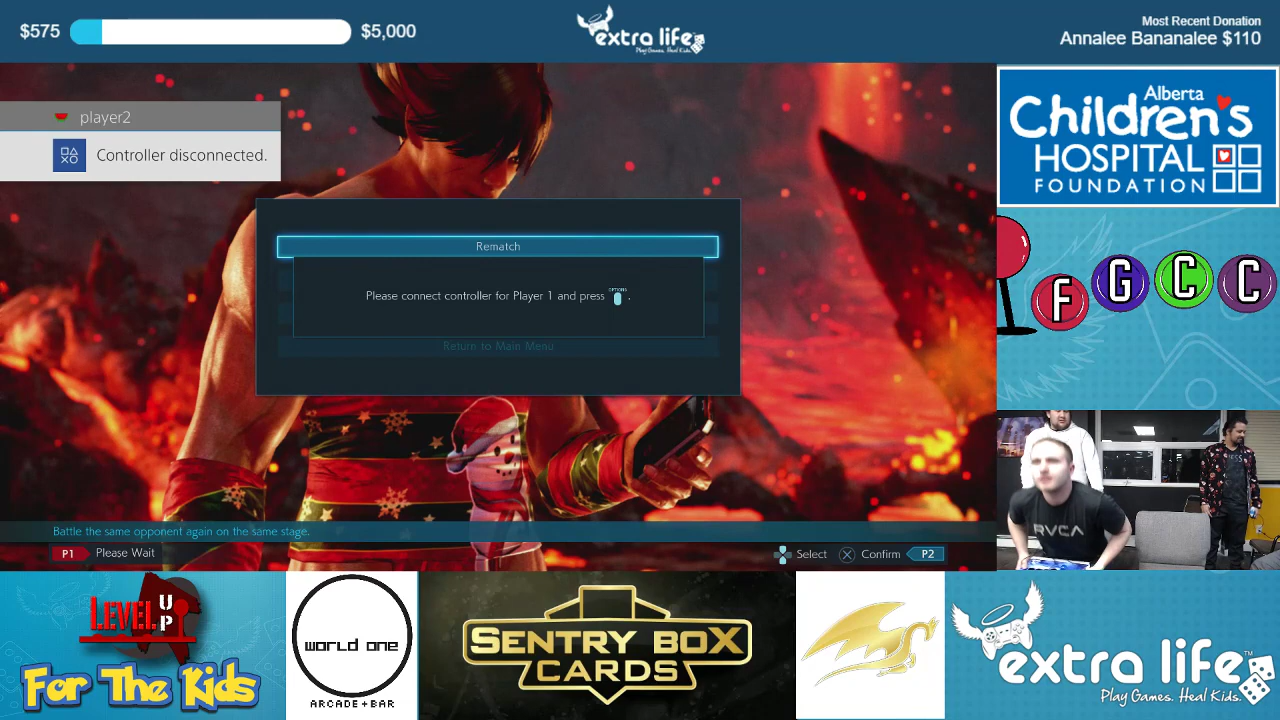 $575
$5,000
extra life
Play Games. Heal Kids.
Most Recent Donation
Annalee Bananalee $110
player2
Controller disconnected.
Rematch
Please connect controller for Player 1 and press OPTIONS .
Return to Main Menu
Battle the same opponent again on the same stage.
P1 Please Wait
Select Confirm P2
Alberta
Children's
HOSPITAL
FOUNDATION
F G C C
RVCA
LEVEL UP
For The Kids
world one
ARCADE + BAR
SENTRY BOX
CARDS
extra life™
Play Games. Heal Kids.